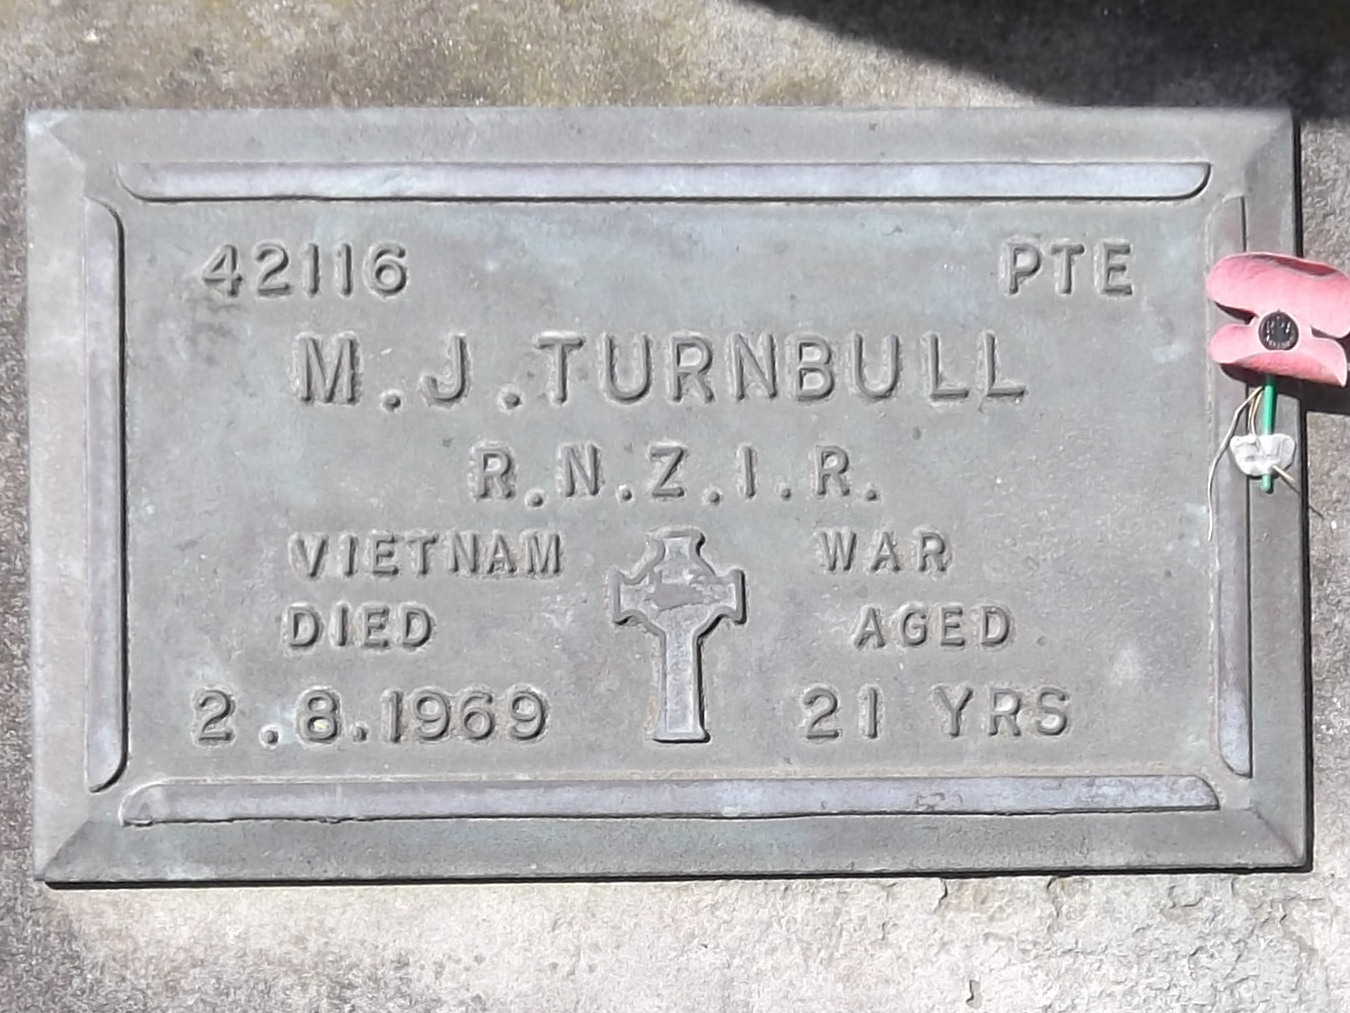 42116 PTE
M.J.TURNBULL
R.N.Z.I.R.
VIETNAM WAR
DIED AGED
2.8.1969 21 YRS